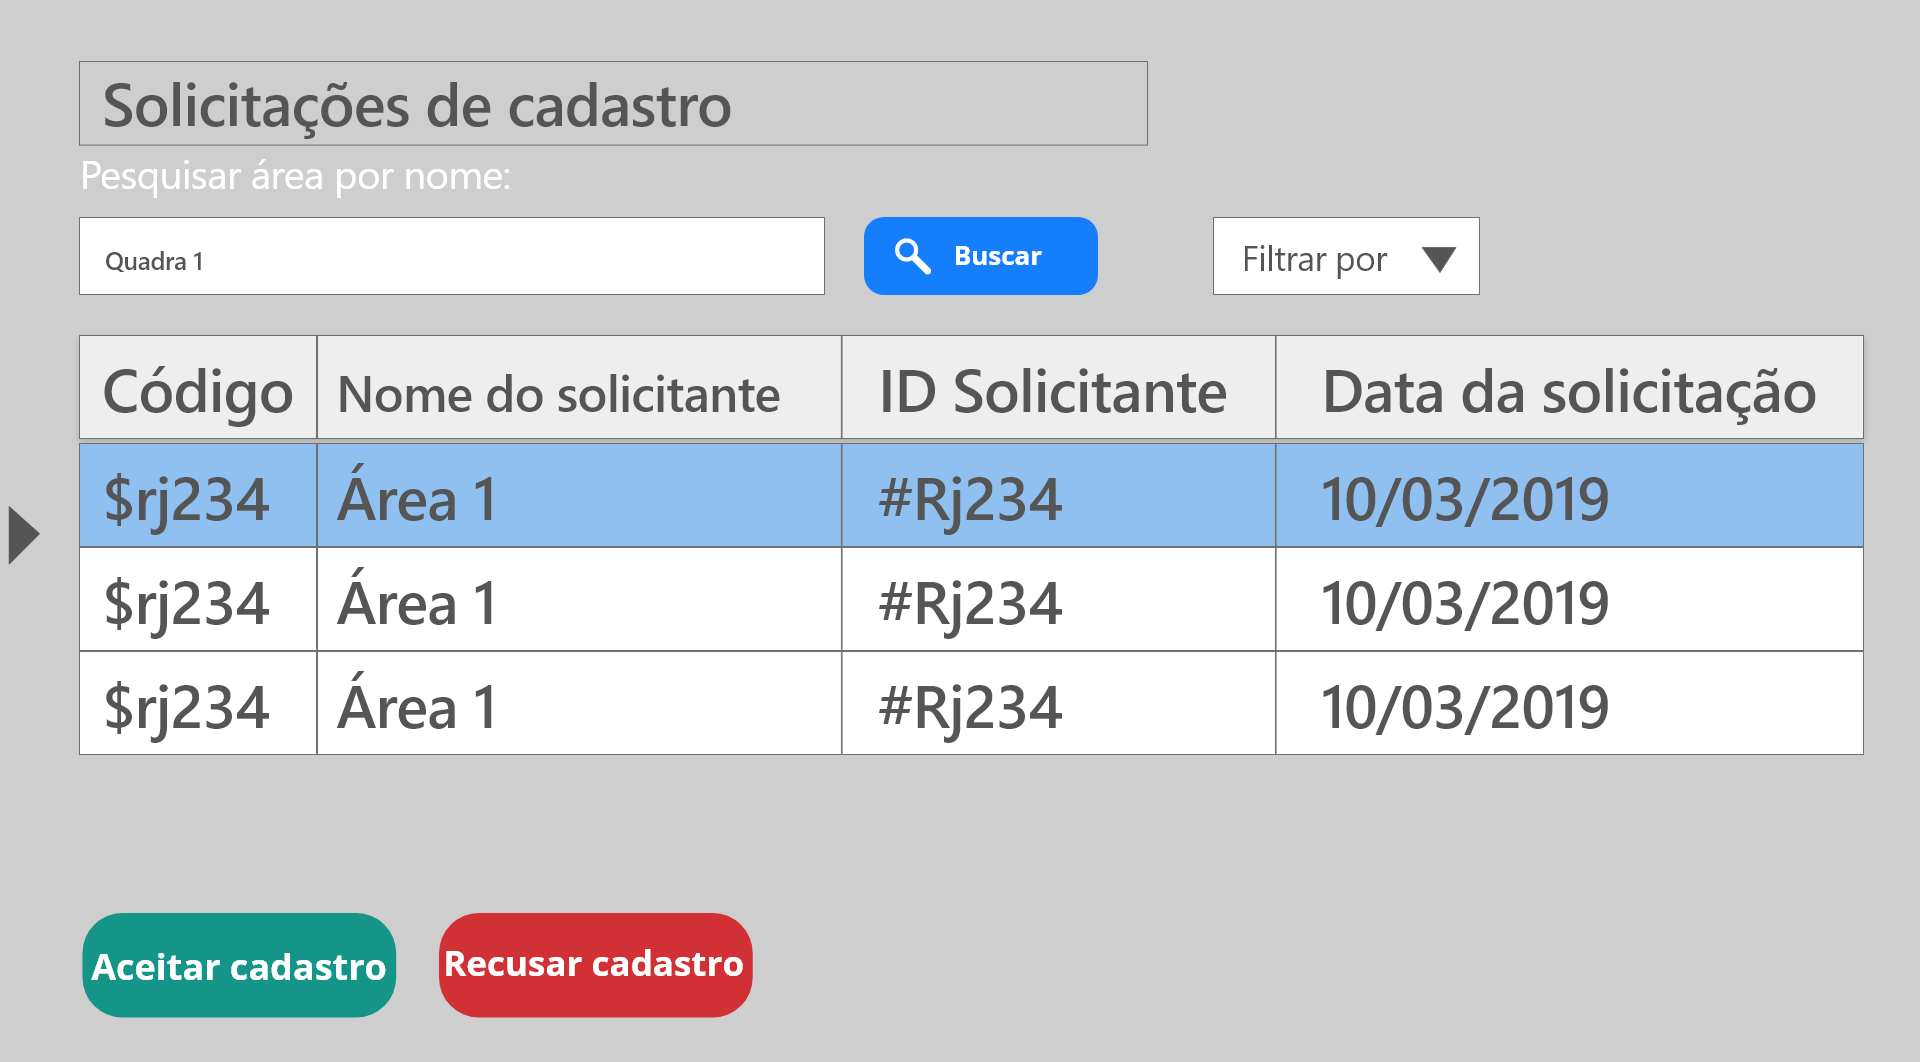 Solicitações de cadastro
Pesquisar área por nome:
Quadra 1
Buscar
Filtrar por
Código Nome do solicitante ID Solicitante Data da solicitação
$rj234 Área 1 #Rj234 10/03/2019
$rj234 Área 1 #Rj234 10/03/2019
$rj234 Área 1 #Rj234 10/03/2019
Aceitar cadastro Recusar cadastro